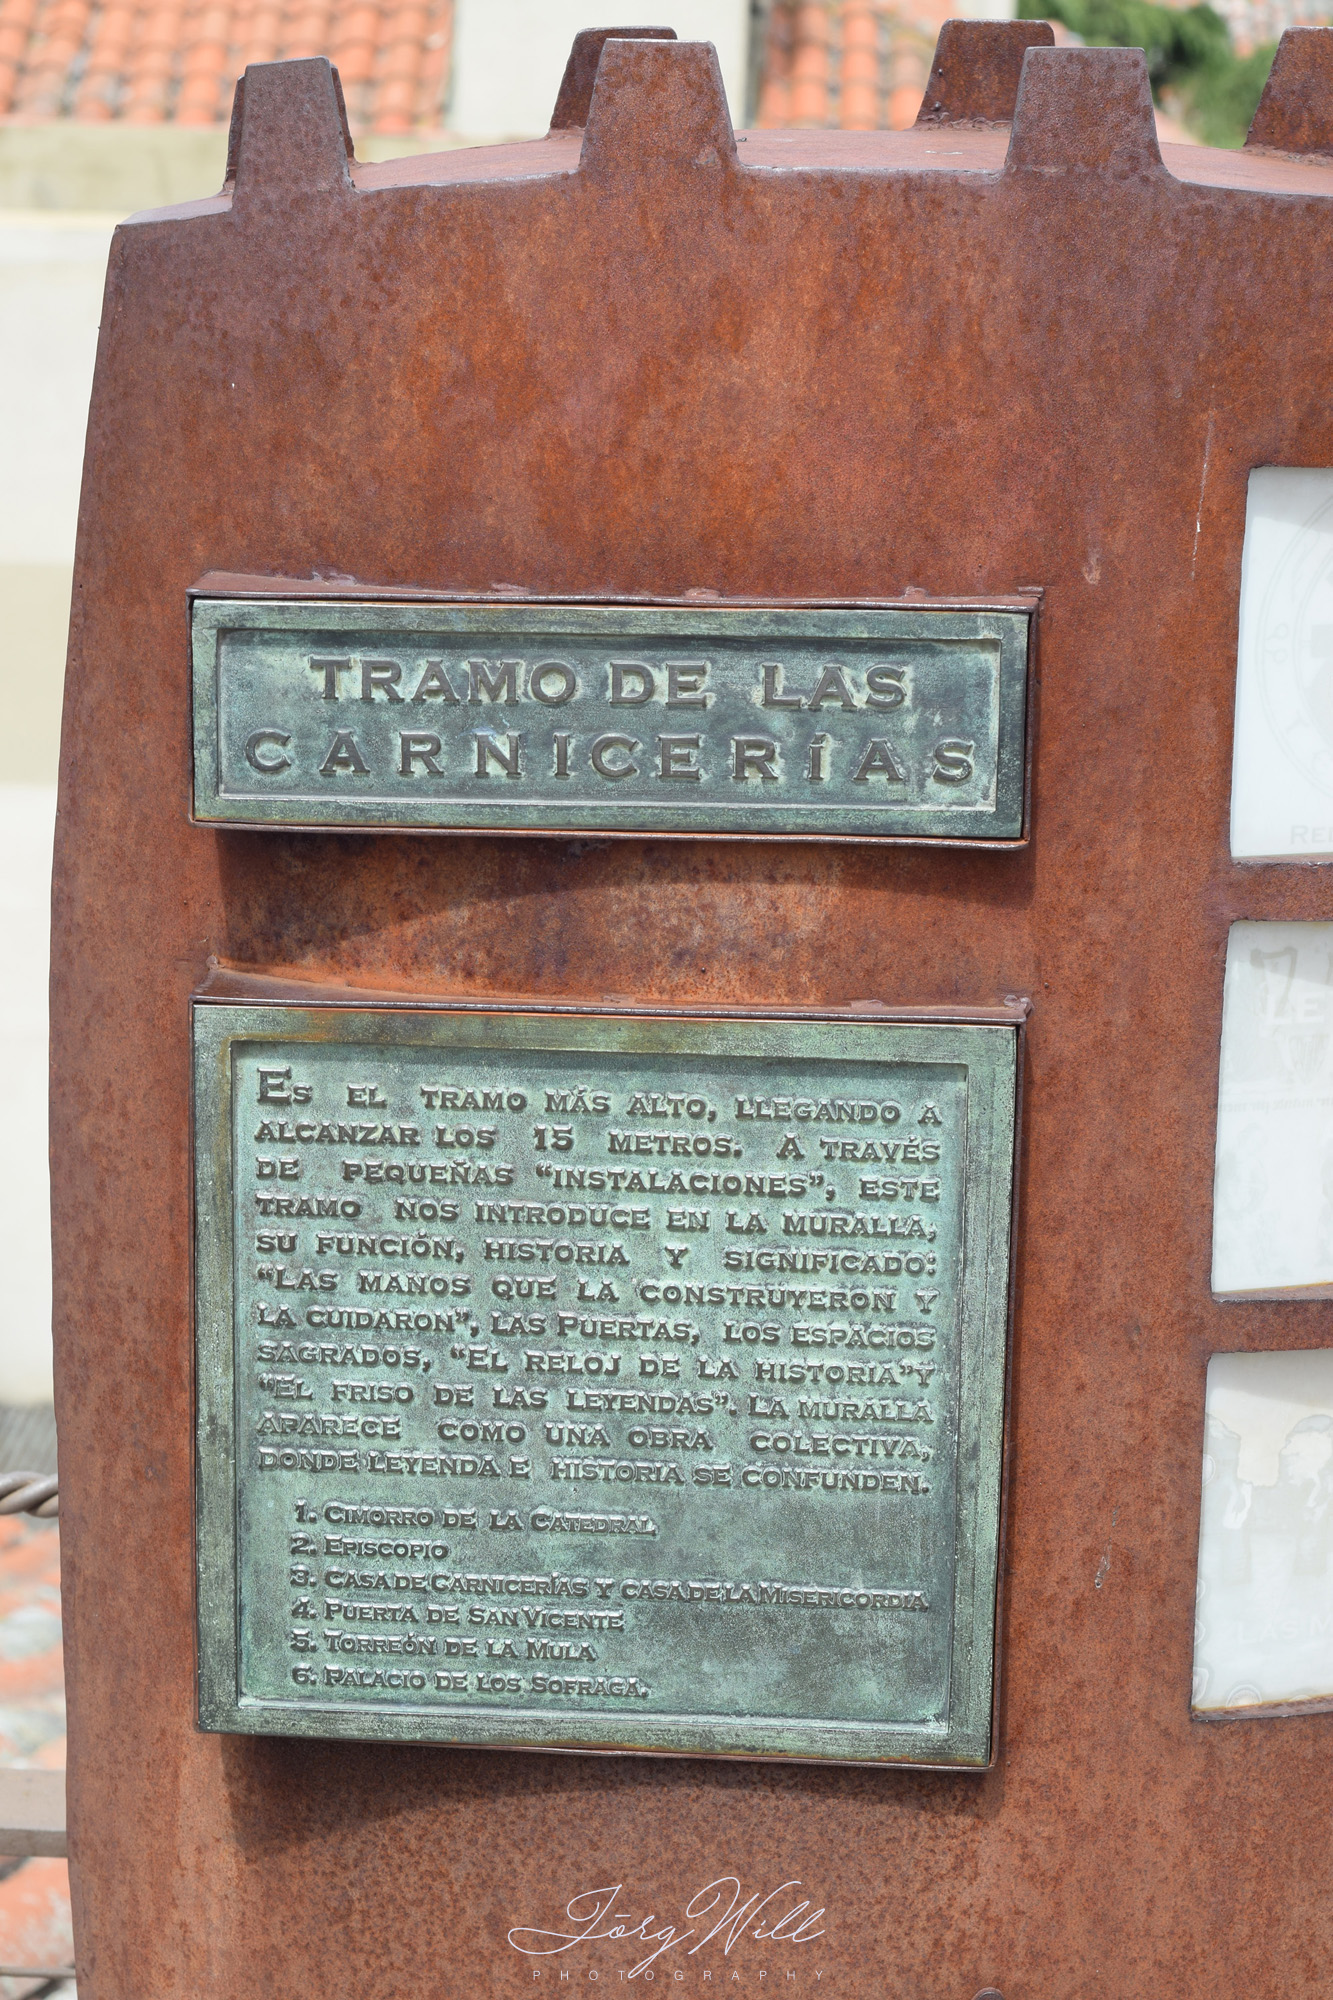 TRAMO DE LAS
CARNICERÍAS
ES EL TRAMO MÁS ALTO, LLEGANDO A
ALCANZAR LOS 15 METROS. A TRAVÉS
DE PEQUEÑAS “INSTALACIONES”, ESTE
TRAMO NOS INTRODUCE EN LA MURALLA,
SU FUNCIÓN, HISTORIA Y SIGNIFICADO:
“LAS MANOS QUE LA CONSTRUYERON Y
LA CUIDARON”, LAS PUERTAS, LOS ESPACIOS
SAGRADOS, “EL RELOJ DE LA HISTORIA”Y
“EL FRISO DE LAS LEYENDAS”. LA MURALLA
APARECE COMO UNA OBRA COLECTIVA,
DONDE LEYENDA E HISTORIA SE CONFUNDEN.
1. CIMORRO DE LA CATEDRAL
2. EPISCOPIO
3. CASA DE CARNICERÍAS Y CASA DE LA MISERICORDIA
4. PUERTA DE SAN VICENTE
5. TORREÓN DE LA MULA
6. PALACIO DE LOS SOFRAGA.
Jörg Will
PHOTOGRAPHY